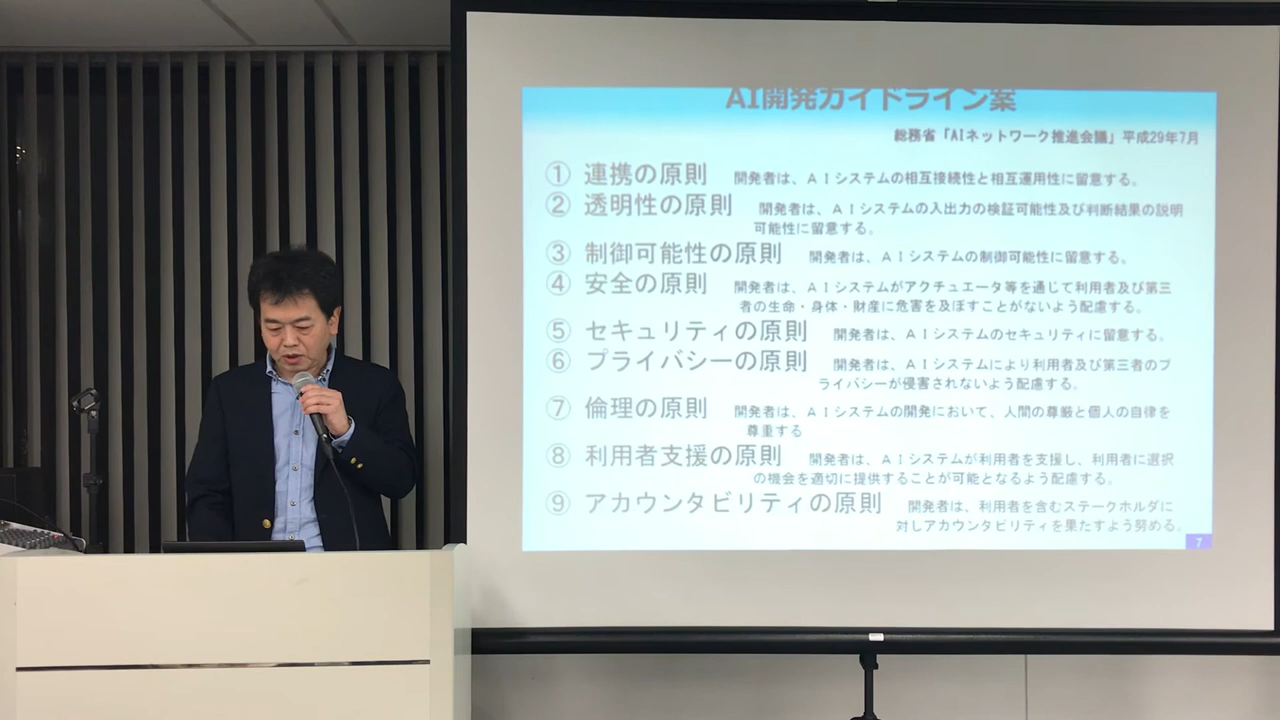 AI開発ガイドライン案
総務省「AIネットワーク推進会議」平成29年7月
① 連携の原則 開発者は、ＡＩシステムの相互接続性と相互運用性に留意する。
② 透明性の原則 開発者は、ＡＩシステムの入出力の検証可能性及び判断結果の説明
可能性に留意する。
③ 制御可能性の原則 開発者は、ＡＩシステムの制御可能性に留意する。
④ 安全の原則 開発者は、ＡＩシステムがアクチュエータ等を通じて利用者及び第三
者の生命・身体・財産に危害を及ぼすことがないよう配慮する。
⑤ セキュリティの原則 開発者は、ＡＩシステムのセキュリティに留意する。
⑥ プライバシーの原則 開発者は、ＡＩシステムにより利用者及び第三者のプ
ライバシーが侵害されないよう配慮する。
⑦ 倫理の原則 開発者は、ＡＩシステムの開発において、人間の尊厳と個人の自律を
尊重する
⑧ 利用者支援の原則 開発者は、ＡＩシステムが利用者を支援し、利用者に選択
の機会を適切に提供することが可能となるよう配慮する。
⑨ アカウンタビリティの原則 開発者は、利用者を含むステークホルダに
対しアカウンタビリティを果たすよう努める。
7